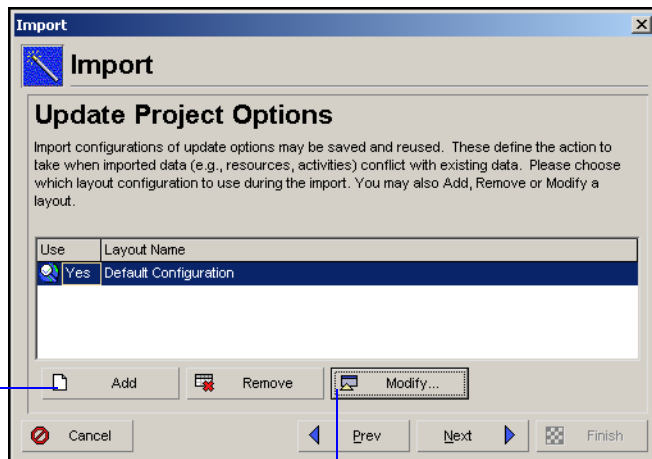 Import
Import
Update Project Options
Import configurations of update options may be saved and reused. These define the action to
take when imported data (e.g., resources, activities) conflict with existing data. Please choose
which layout configuration to use during the import. You may also Add, Remove or Modify a
layout.
Use Layout Name
Yes Default Configuration
Add Remove Modify...
Cancel Prev Next Finish